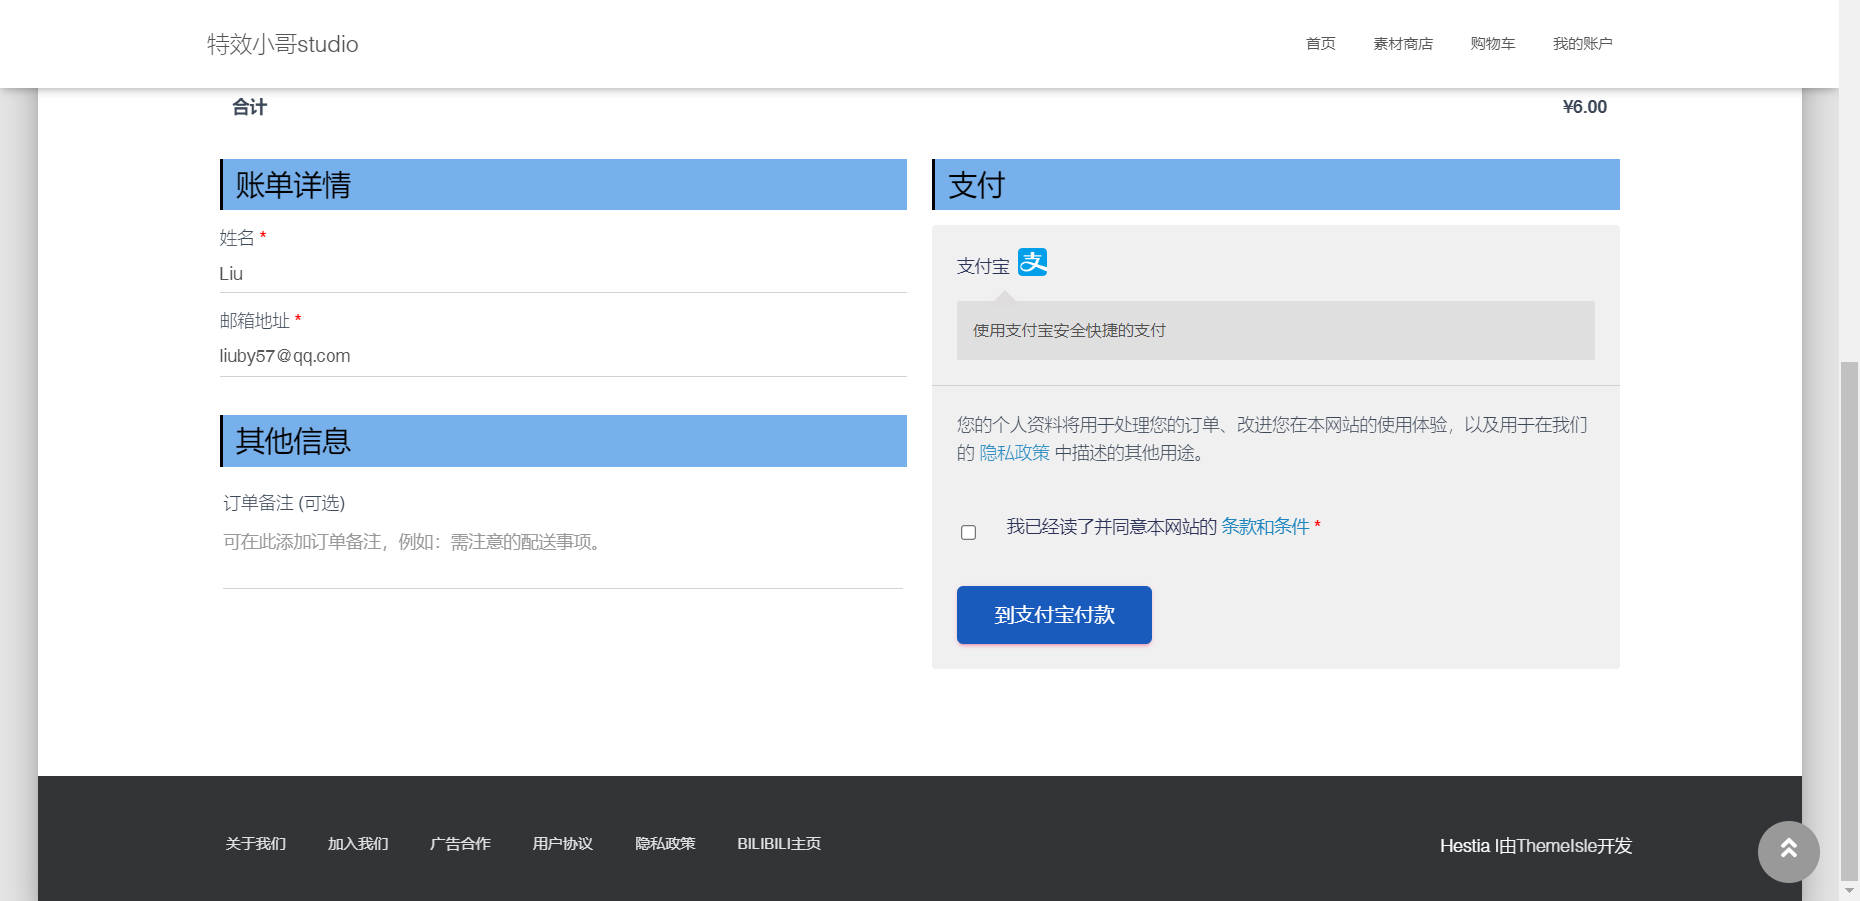 特效小哥studio
首页 素材商店 购物车 我的账户
合计 ¥6.00
账单详情
姓名 *
Liu
邮箱地址 *
liuby57@qq.com
其他信息
订单备注 (可选)
可在此添加订单备注，例如：需注意的配送事项。
支付
支付宝 支
使用支付宝安全快捷的支付
您的个人资料将用于处理您的订单、改进您在本网站的使用体验，以及用于在我们
的 隐私政策 中描述的其他用途。
我已经读了并同意本网站的 条款和条件 *
到支付宝付款
关于我们 加入我们 广告合作 用户协议 隐私政策 BILIBILI主页
Hestia |由ThemeIsle开发